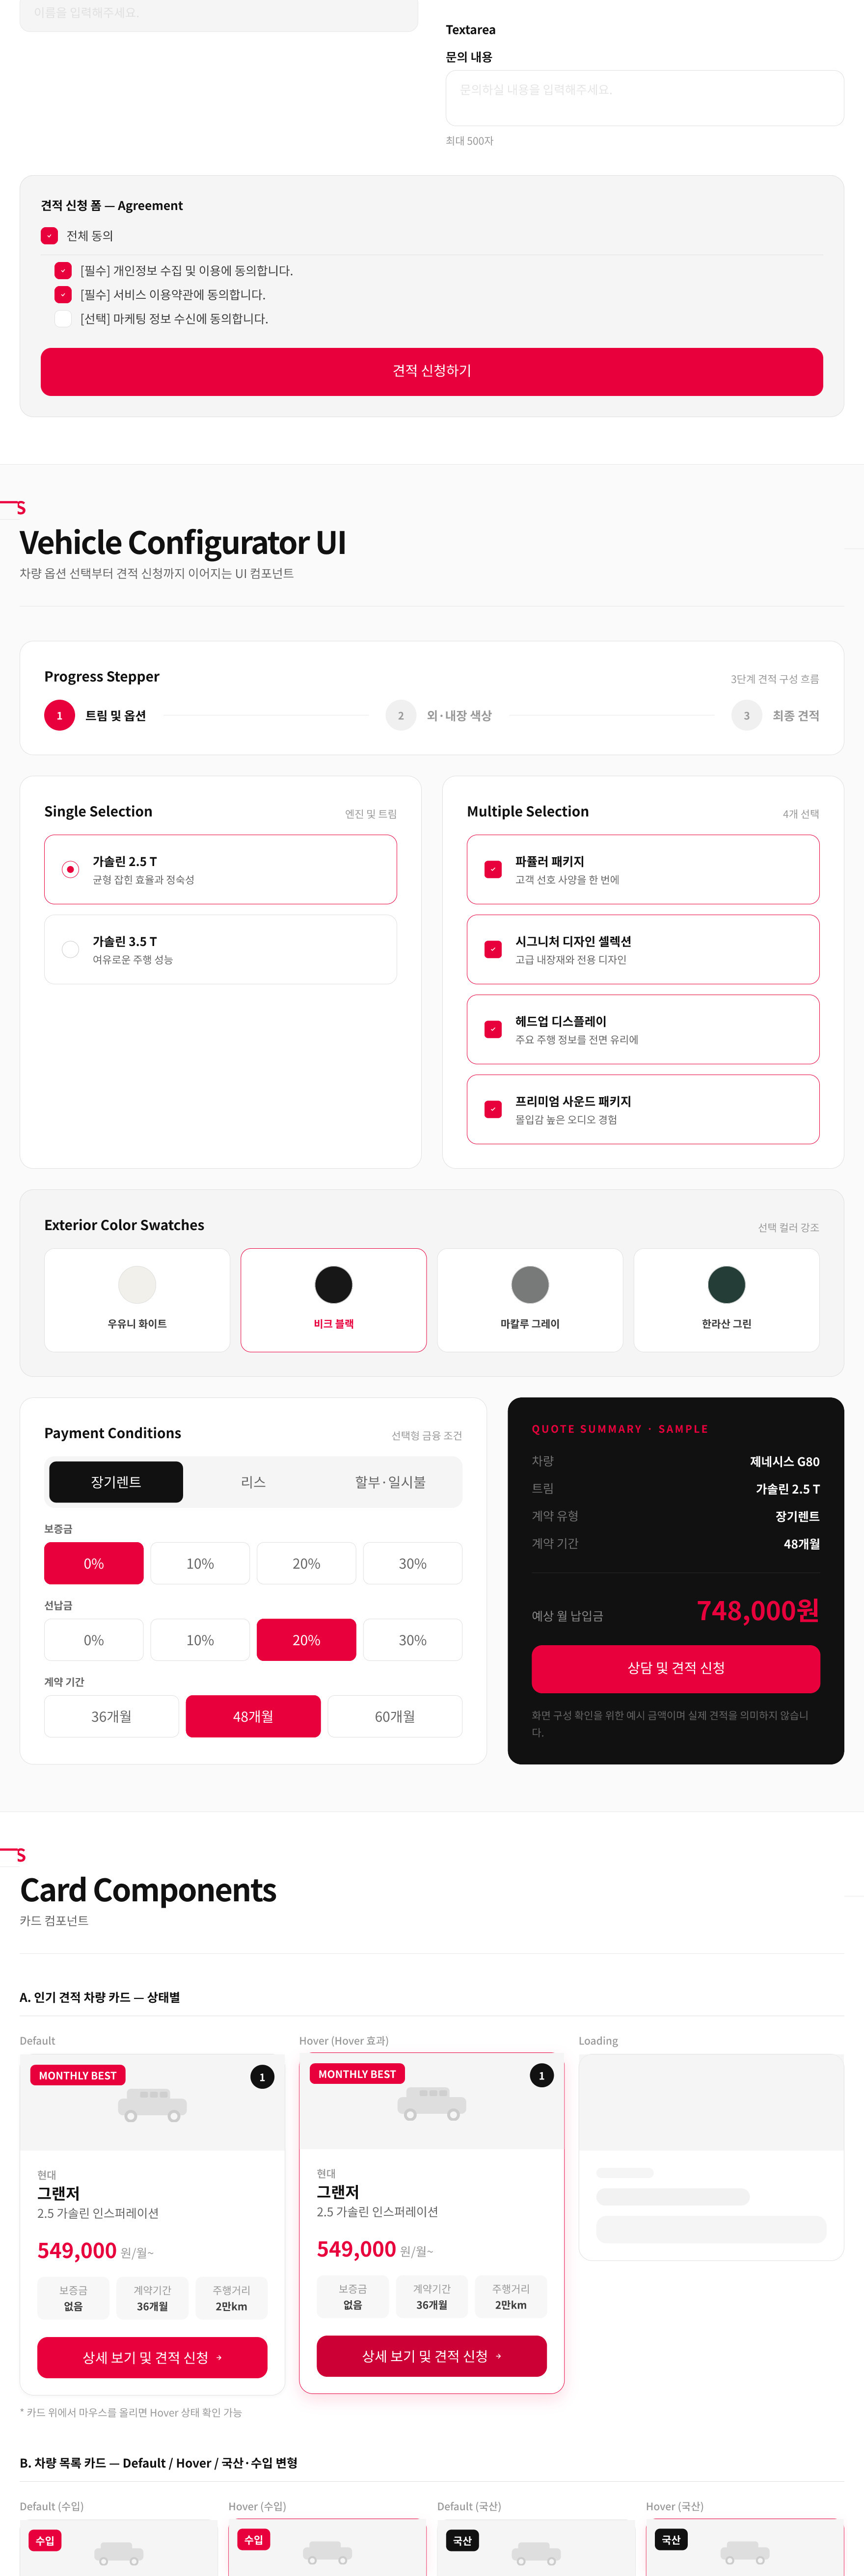 이름을 입력해주세요.
Textarea
문의 내용
문의하실 내용을 입력해주세요.
최대 500자
견적 신청 폼 — Agreement
전체 동의
[필수] 개인정보 수집 및 이용에 동의합니다.
[필수] 서비스 이용약관에 동의합니다.
[선택] 마케팅 정보 수신에 동의합니다.
견적 신청하기
S
Vehicle Configurator UI
차량 옵션 선택부터 견적 신청까지 이어지는 UI 컴포넌트
Progress Stepper
3단계 견적 구성 흐름
1 트림 및 옵션
2 외·내장 색상
3 최종 견적
Single Selection
엔진 및 트림
가솔린 2.5 T
균형 잡힌 효율과 정숙성
가솔린 3.5 T
여유로운 주행 성능
Multiple Selection
4개 선택
파퓰러 패키지
고객 선호 사양을 한 번에
시그니처 디자인 셀렉션
고급 내장재와 전용 디자인
헤드업 디스플레이
주요 주행 정보를 전면 유리에
프리미엄 사운드 패키지
몰입감 높은 오디오 경험
Exterior Color Swatches
선택 컬러 강조
우유니 화이트
비크 블랙
마칼루 그레이
한라산 그린
Payment Conditions
선택형 금융 조건
장기렌트 리스 할부·일시불
보증금
0% 10% 20% 30%
선납금
0% 10% 20% 30%
계약 기간
36개월 48개월 60개월
QUOTE SUMMARY · SAMPLE
차량 제네시스 G80
트림 가솔린 2.5 T
계약 유형 장기렌트
계약 기간 48개월
예상 월 납입금 748,000원
상담 및 견적 신청
화면 구성 확인을 위한 예시 금액이며 실제 견적을 의미하지 않습니
다.
S
Card Components
카드 컴포넌트
A. 인기 견적 차량 카드 — 상태별
Default
MONTHLY BEST
1
현대
그랜저
2.5 가솔린 인스퍼레이션
549,000 원/월~
보증금 계약기간 주행거리
없음 36개월 2만km
상세 보기 및 견적 신청 →
Hover (Hover 효과)
MONTHLY BEST
1
현대
그랜저
2.5 가솔린 인스퍼레이션
549,000 원/월~
보증금 계약기간 주행거리
없음 36개월 2만km
상세 보기 및 견적 신청 →
Loading
* 카드 위에서 마우스를 올리면 Hover 상태 확인 가능
B. 차량 목록 카드 — Default / Hover / 국산·수입 변형
Default (수입)
수입
Hover (수입)
수입
Default (국산)
국산
Hover (국산)
국산